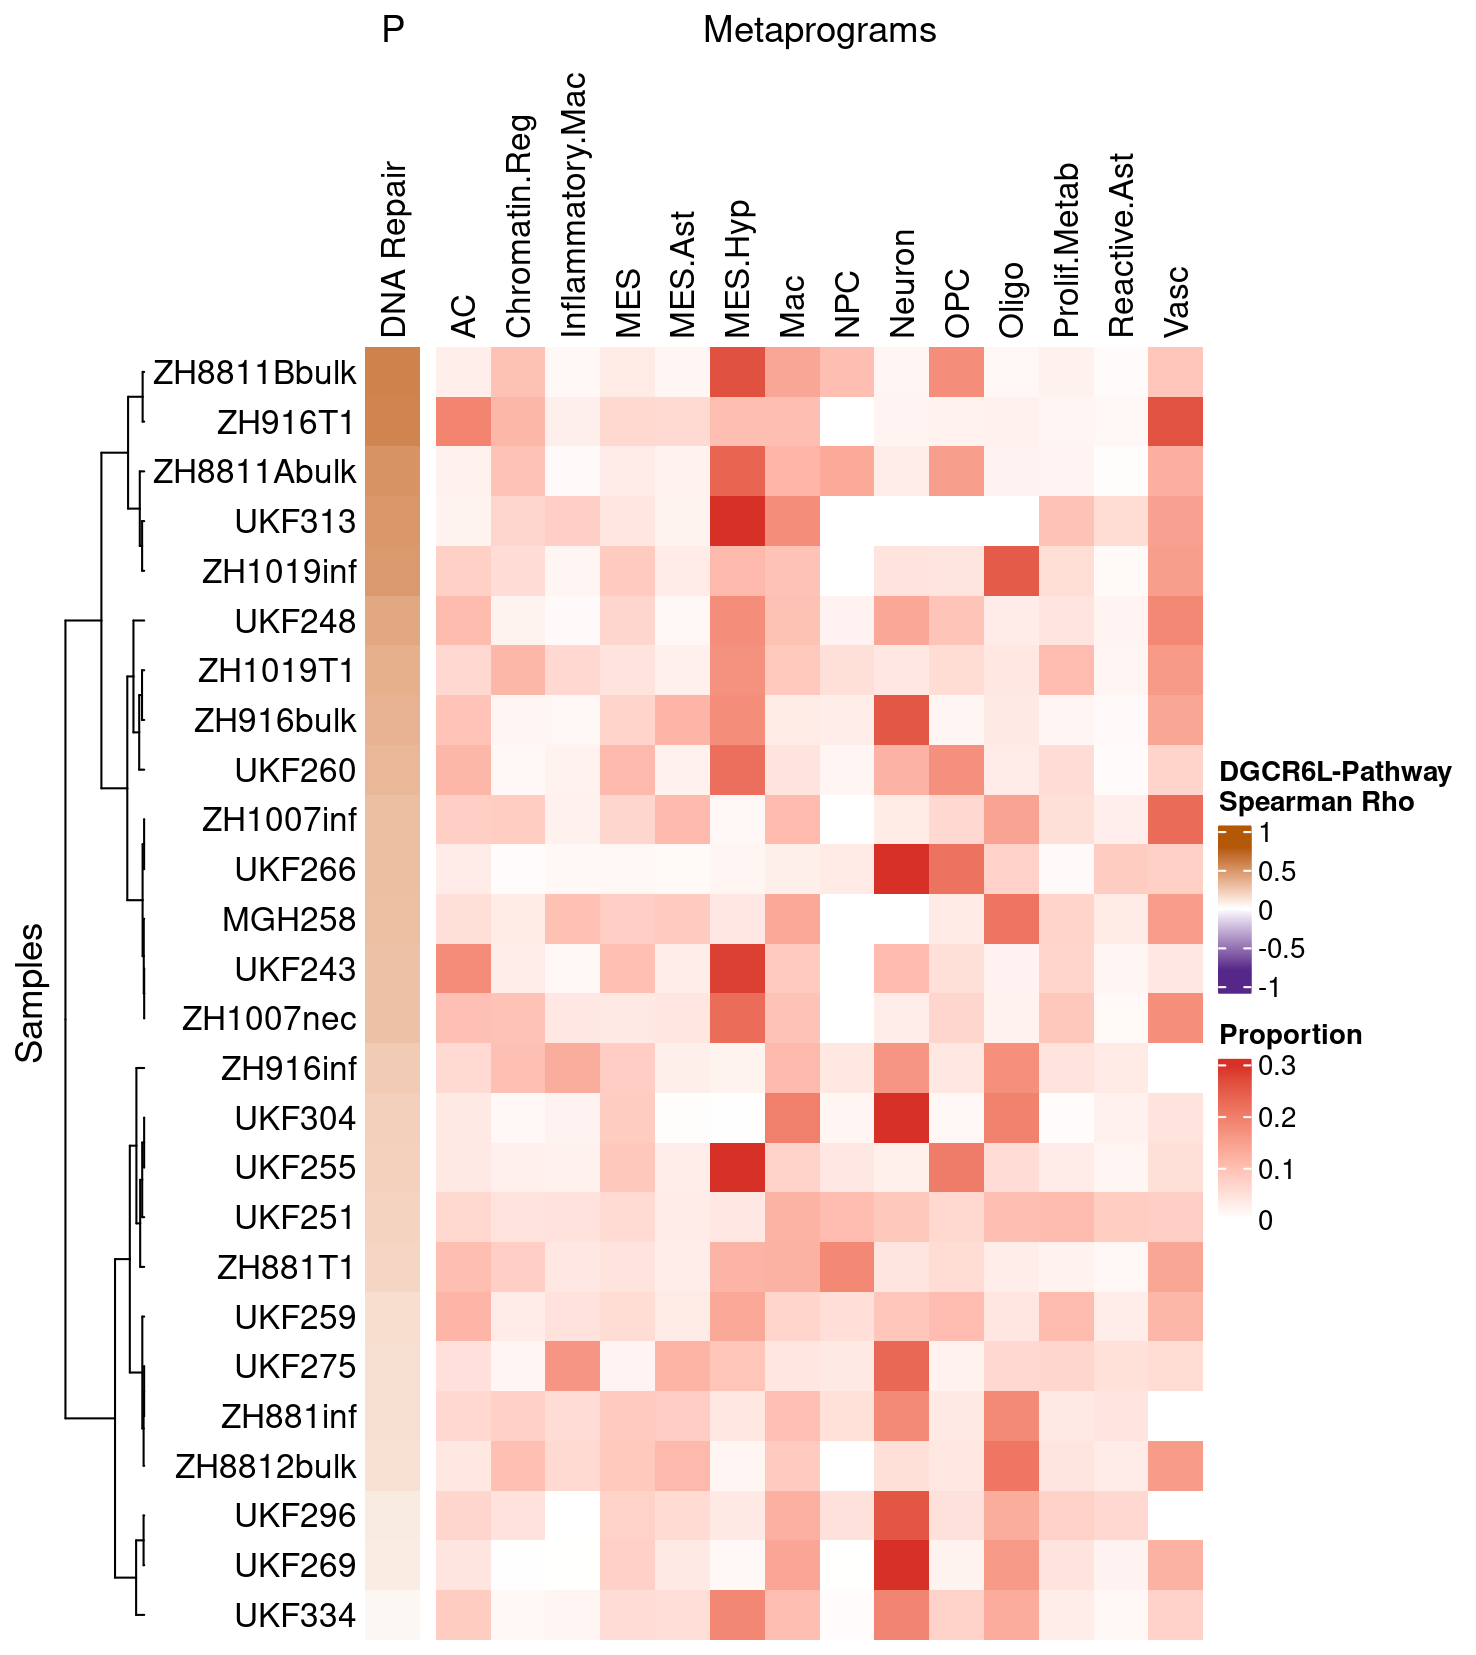 P
Metaprograms
DNA Repair
AC
Chromatin.Reg
Inflammatory.Mac
MES
MES.Ast
MES.Hyp
Mac
NPC
Neuron
OPC
Oligo
Prolif.Metab
Reactive.Ast
Vasc
Samples
ZH8811Bbulk
ZH916T1
ZH8811Abulk
UKF313
ZH1019inf
UKF248
ZH1019T1
ZH916bulk
UKF260
ZH1007inf
UKF266
MGH258
UKF243
ZH1007nec
ZH916inf
UKF304
UKF255
UKF251
ZH881T1
UKF259
UKF275
ZH881inf
ZH8812bulk
UKF296
UKF269
UKF334
DGCR6L-Pathway
Spearman Rho
1
0.5
0
-0.5
-1
Proportion
0.3
0.2
0.1
0